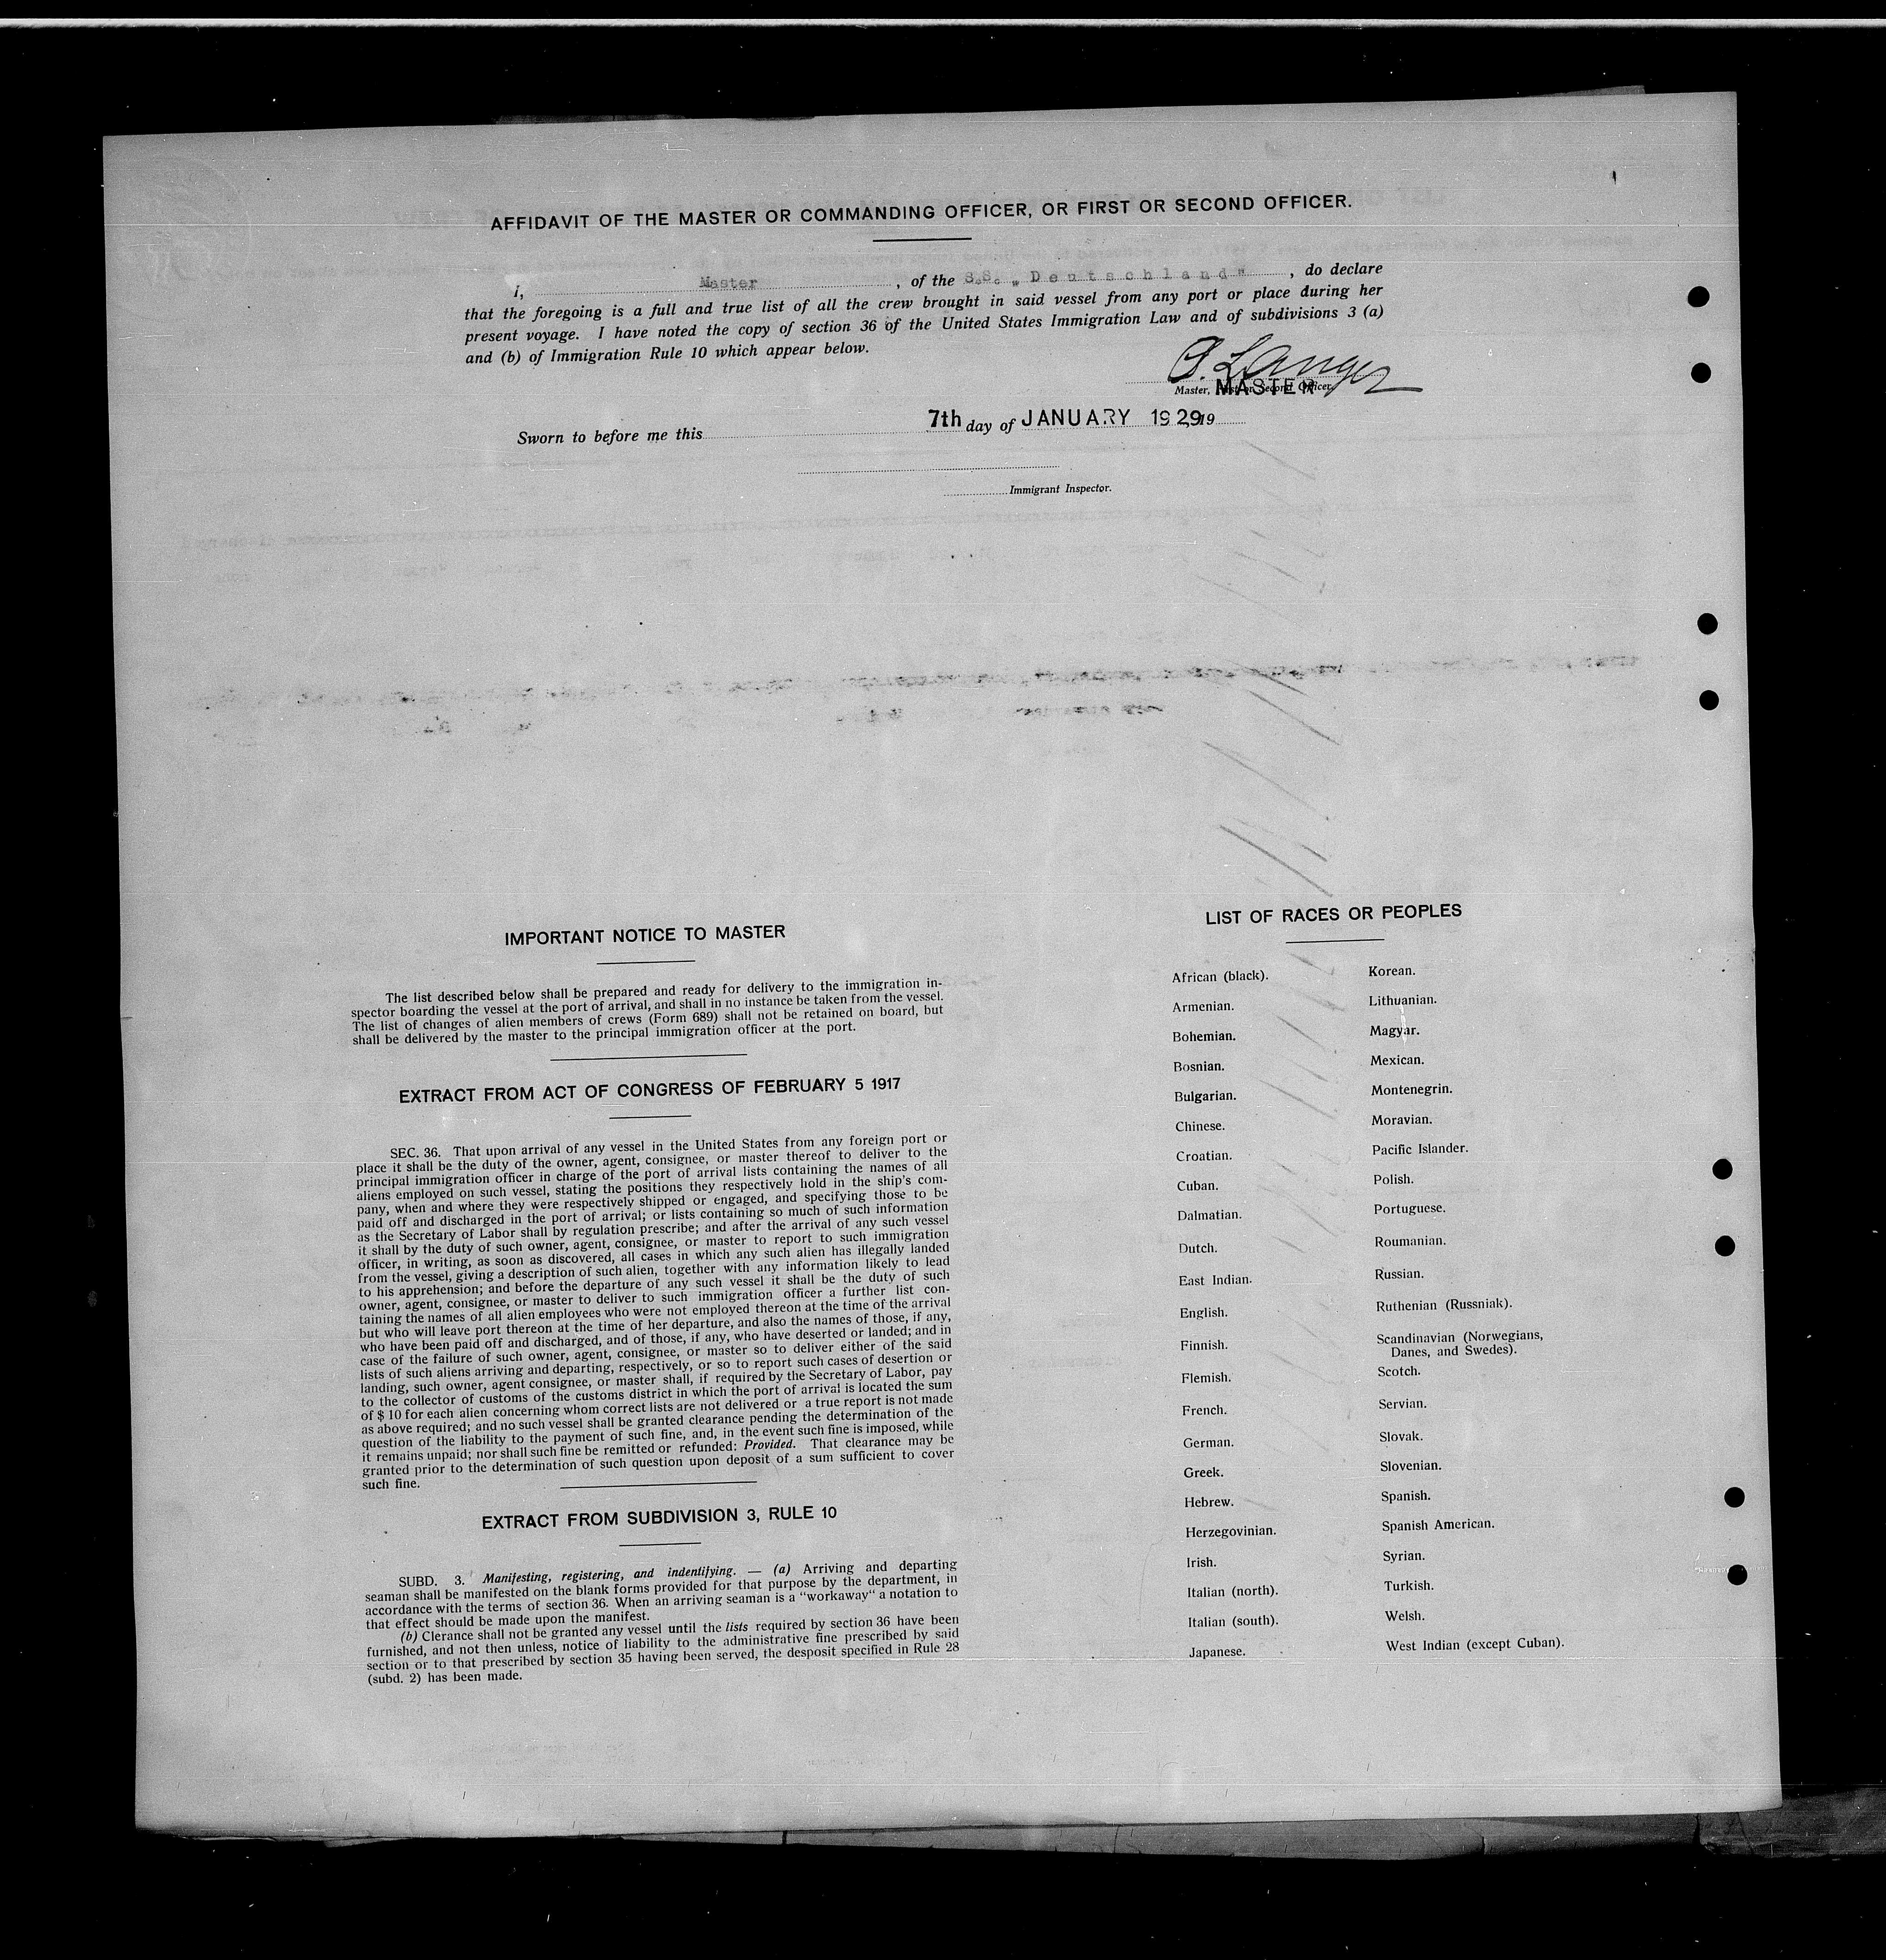 AFFIDAVIT OF THE MASTER OR COMMANDING OFFICER, OR FIRST OR SECOND OFFICER.
I, Master, of the S.S. „Deutschland", do declare
that the foregoing is a full and true list of all the crew brought in said vessel from any port or place during her
present voyage. I have noted the copy of section 36 of the United States Immigration Law and of subdivisions 3 (a)
and (b) of Immigration Rule 10 which appear below.
Langer
Master, First or Second Officer.
MASTER
Sworn to before me this 7th day of JANUARY 1929 19
Immigrant Inspector.
IMPORTANT NOTICE TO MASTER
The list described below shall be prepared and ready for delivery to the immigration in-
spector boarding the vessel at the port of arrival, and shall in no instance be taken from the vessel.
The list of changes of alien members of crews (Form 689) shall not be retained on board, but
shall be delivered by the master to the principal immigration officer at the port.
EXTRACT FROM ACT OF CONGRESS OF FEBRUARY 5 1917
SEC. 36. That upon arrival of any vessel in the United States from any foreign port or
place it shall be the duty of the owner, agent, consignee, or master thereof to deliver to the
principal immigration officer in charge of the port of arrival lists containing the names of all
aliens employed on such vessel, stating the positions they respectively hold in the ship's com-
pany, when and where they were respectively shipped or engaged, and specifying those to be
paid off and discharged in the port of arrival; or lists containing so much of such information
as the Secretary of Labor shall by regulation prescribe; and after the arrival of any such vessel
it shall by the duty of such owner, agent, consignee, or master to report to such immigration
officer, in writing, as soon as discovered, all cases in which any such alien has illegally landed
from the vessel, giving a description of such alien, together with any information likely to lead
to his apprehension; and before the departure of any such vessel it shall be the duty of such
owner, agent, consignee, or master to deliver to such immigration officer a further list con-
taining the names of all alien employees who were not employed thereon at the time of the arrival
but who will leave port thereon at the time of her departure, and also the names of those, if any,
who have been paid off and discharged, and of those, if any, who have deserted or landed; and in
case of the failure of such owner, agent, consignee, or master so to deliver either of the said
lists of such aliens arriving and departing, respectively, or so to report such cases of desertion or
landing, such owner, agent consignee, or master shall, if required by the Secretary of Labor, pay
to the collector of customs of the customs district in which the port of arrival is located the sum
of $ 10 for each alien concerning whom correct lists are not delivered or a true report is not made
as above required; and no such vessel shall be granted clearance pending the determination of the
question of the liability to the payment of such fine, and, in the event such fine is imposed, while
it remains unpaid; nor shall such fine be remitted or refunded: Provided. That clearance may be
granted prior to the determination of such question upon deposit of a sum sufficient to cover
such fine.
EXTRACT FROM SUBDIVISION 3, RULE 10
SUBD. 3. Manifesting, registering, and indentifying. — (a) Arriving and departing
seaman shall be manifested on the blank forms provided for that purpose by the department, in
accordance with the terms of section 36. When an arriving seaman is a "workaway" a notation to
that effect should be made upon the manifest.
(b) Clerance shall not be granted any vessel until the lists required by section 36 have been
furnished, and not then unless, notice of liability to the administrative fine prescribed by said
section or to that prescribed by section 35 having been served, the desposit specified in Rule 28
(subd. 2) has been made.
LIST OF RACES OR PEOPLES
African (black).
Armenian.
Bohemian.
Bosnian.
Bulgarian.
Chinese.
Croatian.
Cuban.
Dalmatian.
Dutch.
East Indian.
English.
Finnish.
Flemish.
French.
German.
Greek.
Hebrew.
Herzegovinian.
Irish.
Italian (north).
Italian (south).
Japanese.
Korean.
Lithuanian.
Magyar.
Mexican.
Montenegrin.
Moravian.
Pacific Islander.
Polish.
Portuguese.
Roumanian.
Russian.
Ruthenian (Russniak).
Scandinavian (Norwegians,
Danes, and Swedes).
Scotch.
Servian.
Slovak.
Slovenian.
Spanish.
Spanish American.
Syrian.
Turkish.
Welsh.
West Indian (except Cuban).